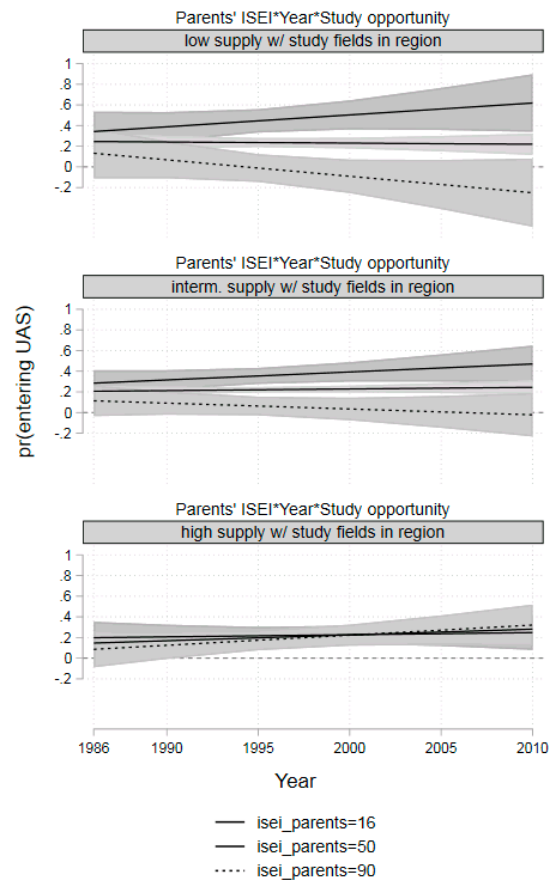 Parents' ISEI*Year*Study opportunity
low supply w/ study fields in region
1
.8
.6
.4
.2
0
-.2
Parents' ISEI*Year*Study opportunity
interm. supply w/ study fields in region
1
.8
.6
.4
.2
0
-.2
pr(entering UAS)
Parents' ISEI*Year*Study opportunity
high supply w/ study fields in region
1
.8
.6
.4
.2
0
-.2
1986 1990 1995 2000 2005 2010
Year
isei_parents=16
isei_parents=50
isei_parents=90